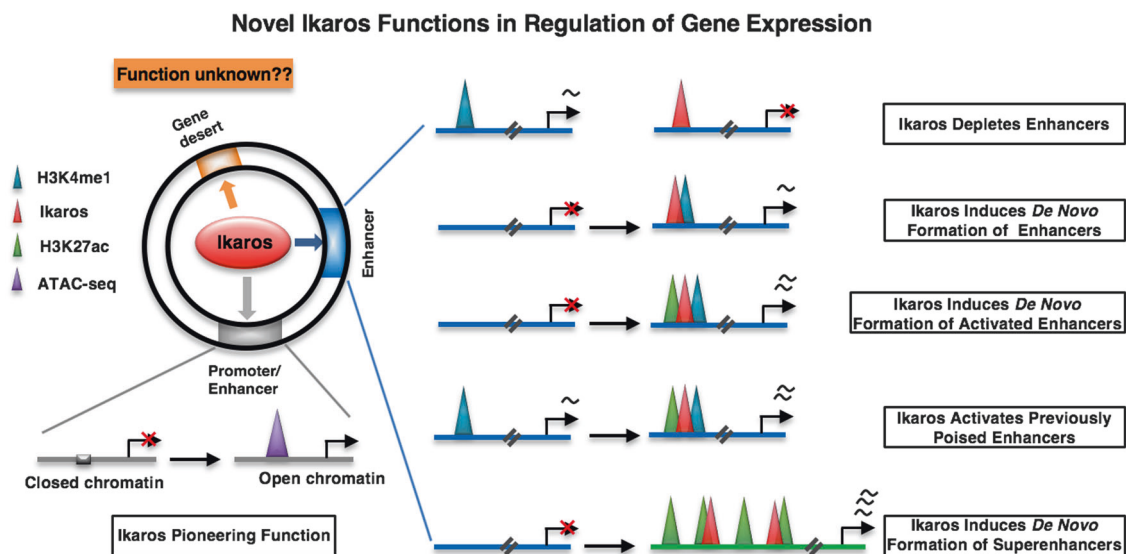 Novel Ikaros Functions in Regulation of Gene Expression
Function unknown??
Gene
desert
H3K4me1
Ikaros
H3K27ac
ATAC-seq
Ikaros
Enhancer
Promoter/
Enhancer
Closed chromatin
Open chromatin
Ikaros Pioneering Function
Ikaros Depletes Enhancers
Ikaros Induces De Novo
Formation of Enhancers
Ikaros Induces De Novo
Formation of Activated Enhancers
Ikaros Activates Previously
Poised Enhancers
Ikaros Induces De Novo
Formation of Superenhancers